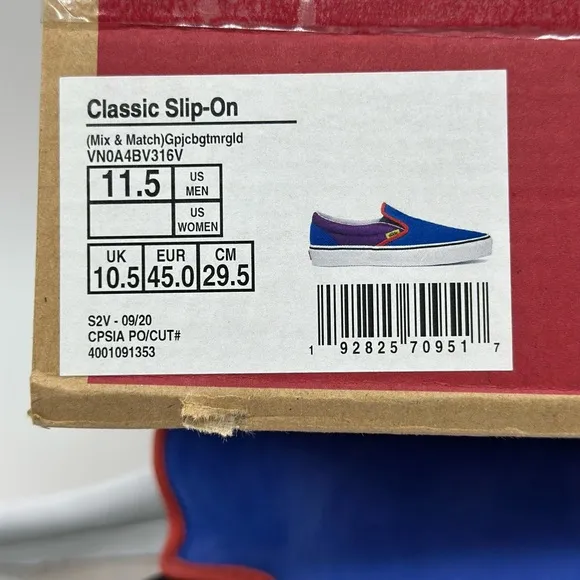 Classic Slip-On
(Mix & Match)Gpjcbgtmrgld
VN0A4BV316V
11.5 US MEN
US WOMEN
UK EUR CM
10.5 45.0 29.5
S2V - 09/20
CPSIA PO/CUT#
4001091353
1 92825 70951 7